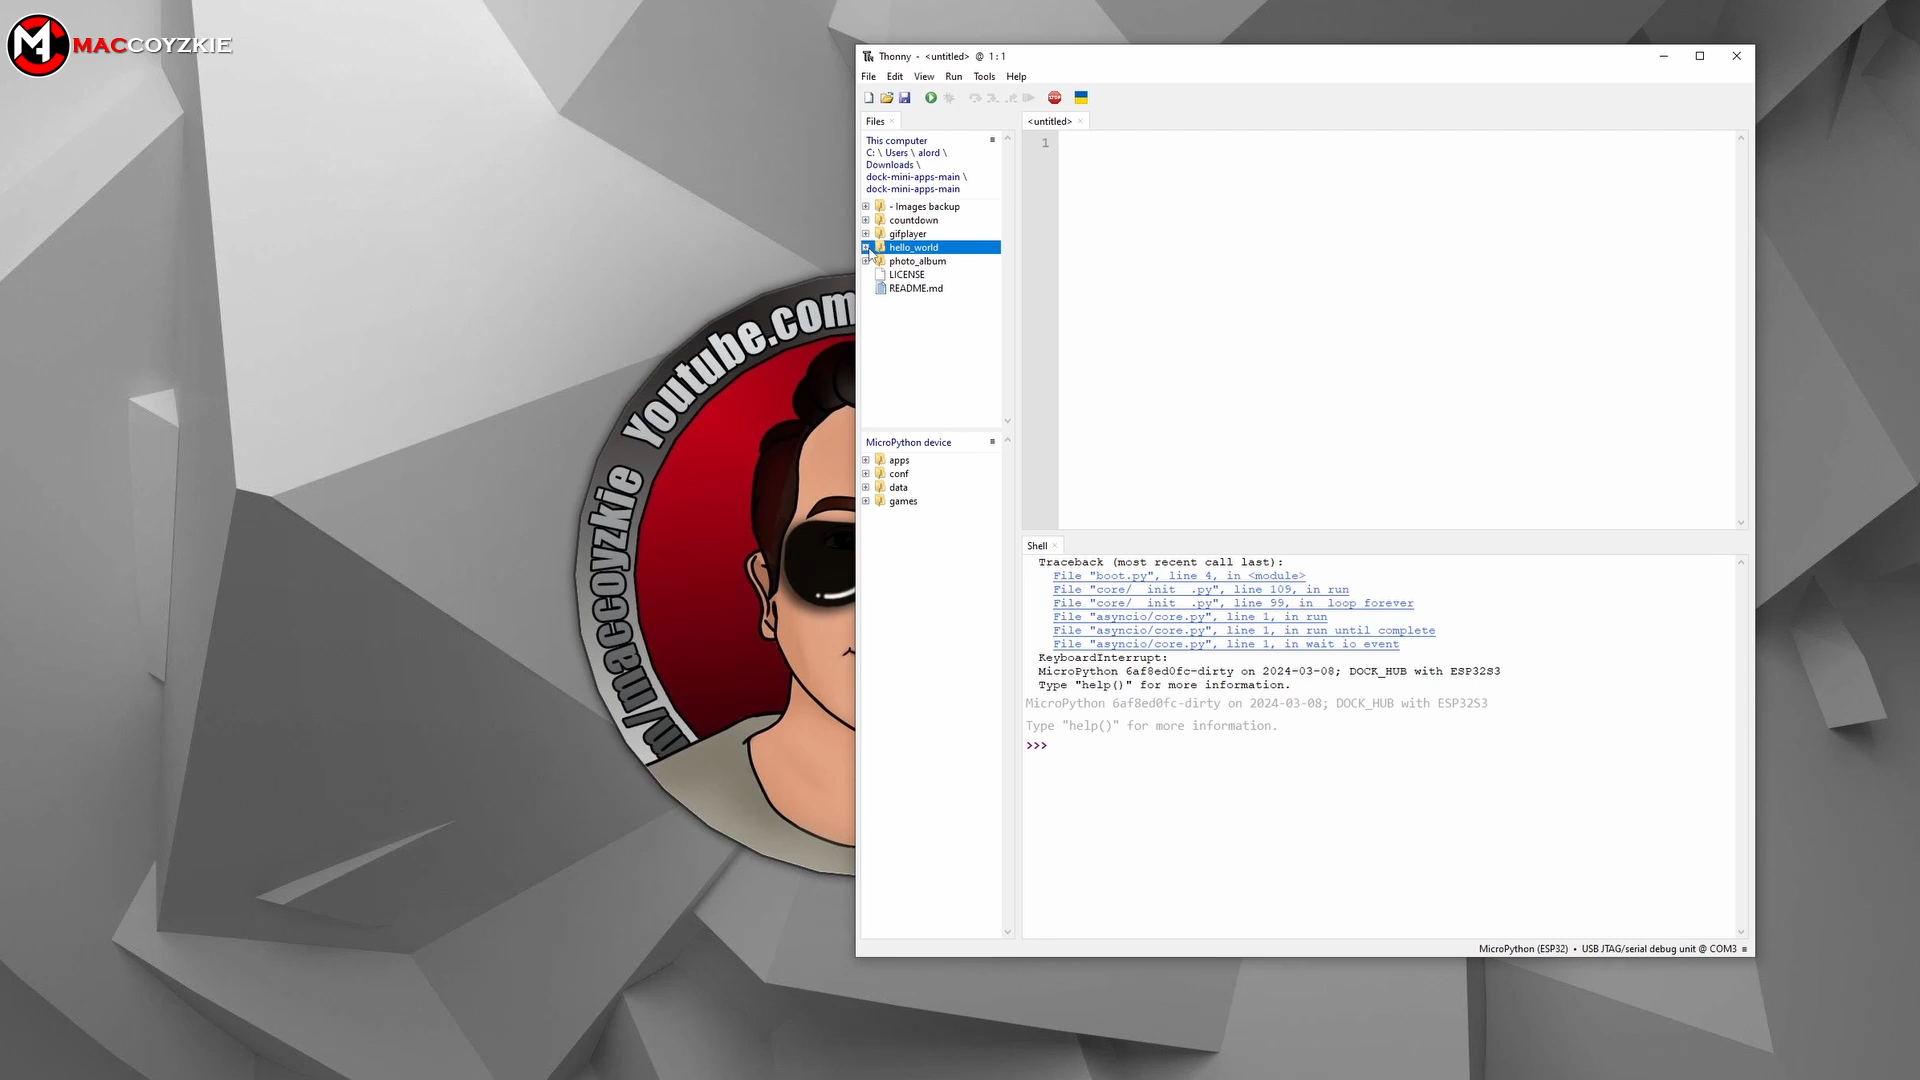 MACCOYZKIE
Youtube.com
m/maccoyzkie
Thonny - <untitled> @ 1 : 1
File Edit View Run Tools Help
STOP
Files
This computer
C: \ Users \ alord \
Downloads \
dock-mini-apps-main \
dock-mini-apps-main
- Images backup
countdown
gifplayer
hello_world
photo_album
LICENSE
README.md
MicroPython device
apps
conf
data
games
<untitled>
1
Shell
Traceback (most recent call last):
File "boot.py", line 4, in <module>
File "core/__init__.py", line 109, in run
File "core/__init__.py", line 99, in _loop_forever
File "asyncio/core.py", line 1, in run
File "asyncio/core.py", line 1, in run_until_complete
File "asyncio/core.py", line 1, in wait_io_event
KeyboardInterrupt:
MicroPython 6af8ed0fc-dirty on 2024-03-08; DOCK_HUB with ESP32S3
Type "help()" for more information.
MicroPython 6af8ed0fc-dirty on 2024-03-08; DOCK_HUB with ESP32S3
Type "help()" for more information.
>>>
MicroPython (ESP32) • USB JTAG/serial debug unit @ COM3 ≡